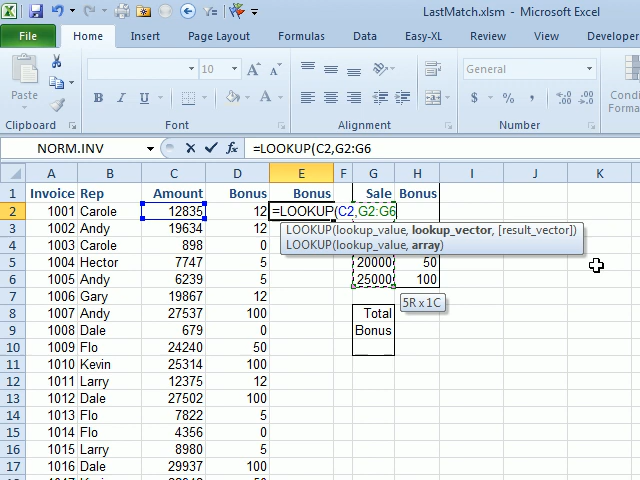 LastMatch.xlsm - Microsoft Excel
File Home Insert Page Layout Formulas Data Easy-XL Review View Developer
Paste 10 A A General
B I U A $ % , .0 .00 .00 .0 Condi
Form
Clipboard Font Alignment Number
NORM.INV fx =LOOKUP(C2,G2:G6
A B C D E F G H I J K L
1 Invoice Rep Amount Bonus Bonus Sale Bonus
2 1001 Carole 12835 12 =LOOKUP(C2,G2:G6
3 1002 Andy 19634 12 LOOKUP(lookup_value, lookup_vector, [result_vector])
4 1003 Carole 898 0 LOOKUP(lookup_value, array)
5 1004 Hector 7747 5 20000 50
6 1005 Andy 6239 5 25000 100
7 1006 Gary 19867 12 5R x 1C
8 1007 Andy 27537 100 Total
9 1008 Dale 679 0 Bonus
10 1009 Flo 24240 50
11 1010 Kevin 25314 100
12 1011 Larry 12375 12
13 1012 Dale 27502 100
14 1013 Flo 7822 5
15 1014 Flo 4356 0
16 1015 Larry 8980 5
17 1016 Dale 29937 100